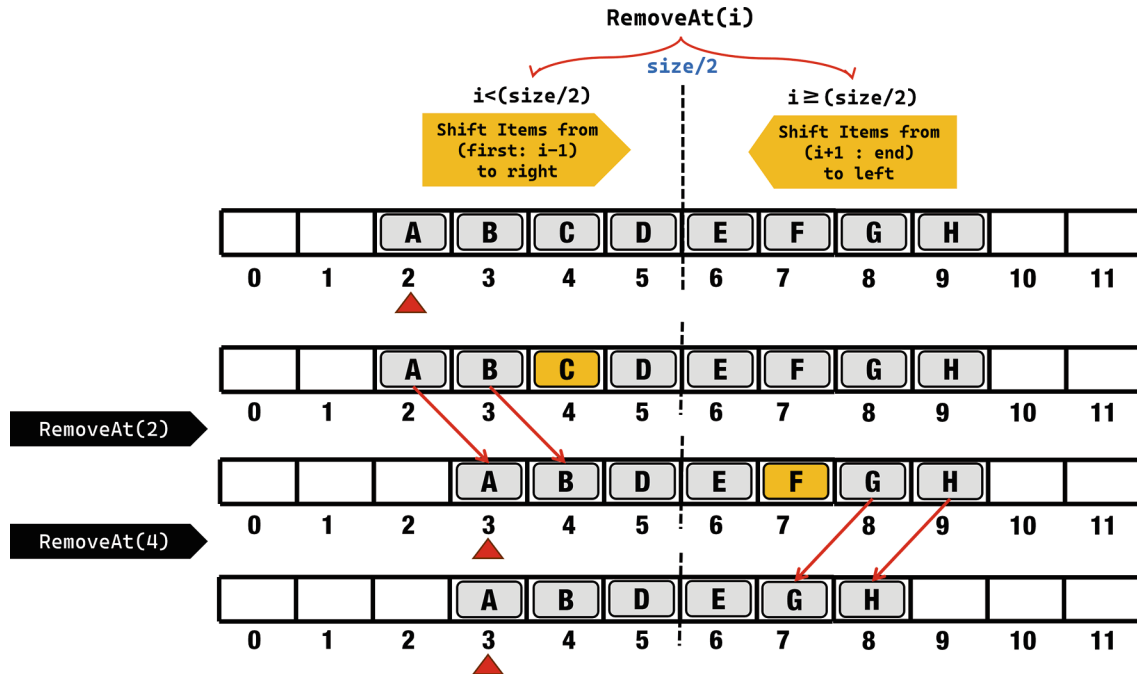 RemoveAt(i)
size/2
i<(size/2)
i≥(size/2)
Shift Items from
(first: i-1)
to right
Shift Items from
(i+1 : end)
to left
A B C D E F G H
0 1 2 3 4 5 6 7 8 9 10 11
A B C D E F G H
0 1 2 3 4 5 6 7 8 9 10 11
RemoveAt(2)
A B D E F G H
0 1 2 3 4 5 6 7 8 9 10 11
RemoveAt(4)
A B D E G H
0 1 2 3 4 5 6 7 8 9 10 11